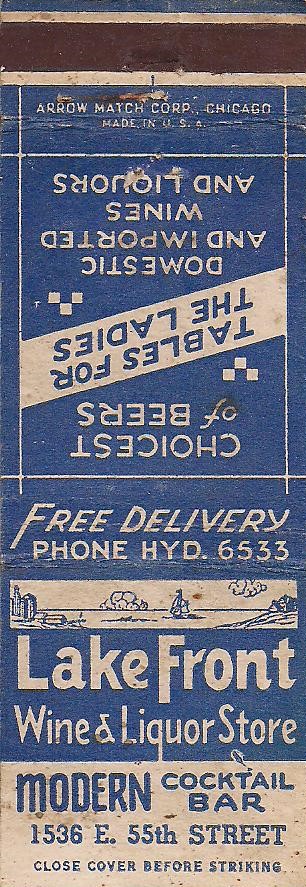 ARROW MATCH CORP., CHICAGO
MADE IN U.S.A.
CHOICEST
of BEERS
TABLES FOR
THE LADIES
DOMESTIC
AND IMPORTED
WINES
AND LIQUORS
FREE DELIVERY
PHONE HYD. 6533
Lake Front
Wine & Liquor Store
MODERN COCKTAIL BAR
1536 E. 55th STREET
CLOSE COVER BEFORE STRIKING